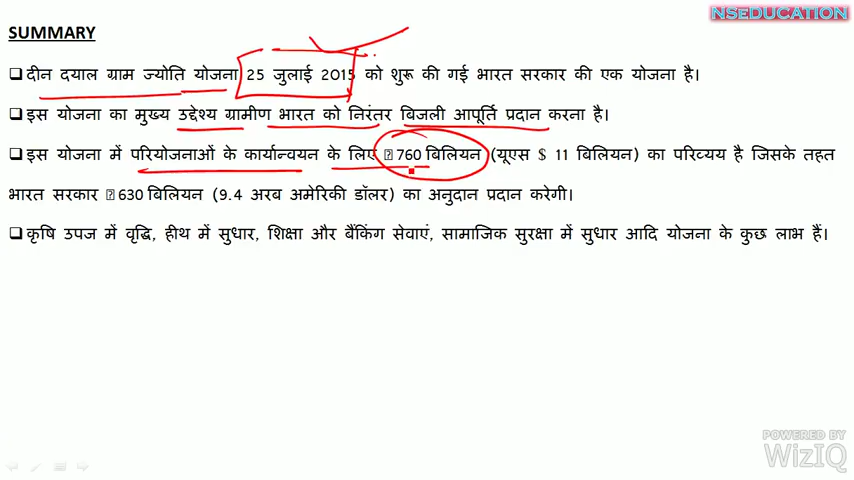 NSEDUCATION
SUMMARY
❑दीन दयाल ग्राम ज्योति योजना 25 जुलाई 2015 को शुरू की गई भारत सरकार की एक योजना है।
❑इस योजना का मुख्य उद्देश्य ग्रामीण भारत को निरंतर बिजली आपूर्ति प्रदान करना है।
❑इस योजना में परियोजनाओं के कार्यान्वयन के लिए 760 बिलियन (यूएस $ 11 बिलियन) का परिव्यय है जिसके तहत
भारत सरकार 630 बिलियन (9.4 अरब अमेरिकी डॉलर) का अनुदान प्रदान करेगी।
❑कृषि उपज में वृद्धि, हीथ में सुधार, शिक्षा और बैंकिंग सेवाएं, सामाजिक सुरक्षा में सुधार आदि योजना के कुछ लाभ हैं।
POWERED BY
WizIQ